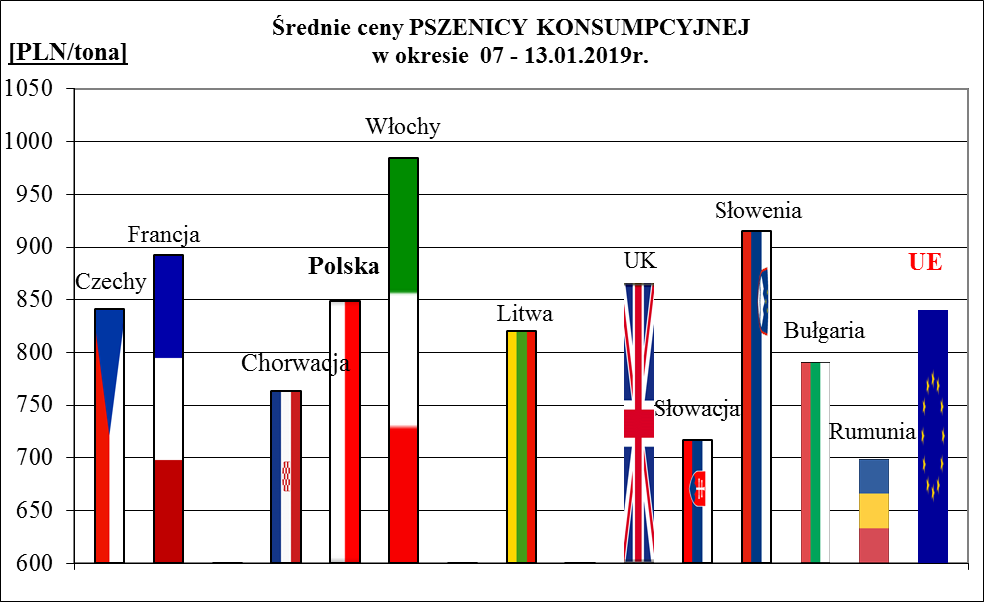 Średnie ceny PSZENICY KONSUMPCYJNEJ
w okresie 07 - 13.01.2019r.
[PLN/tona]
1050
1000
950
900
850
800
750
700
650
600
Czechy
Francja
Chorwacja
Polska
Włochy
Litwa
UK
Słowacja
Słowenia
Bułgaria
Rumunia
UE